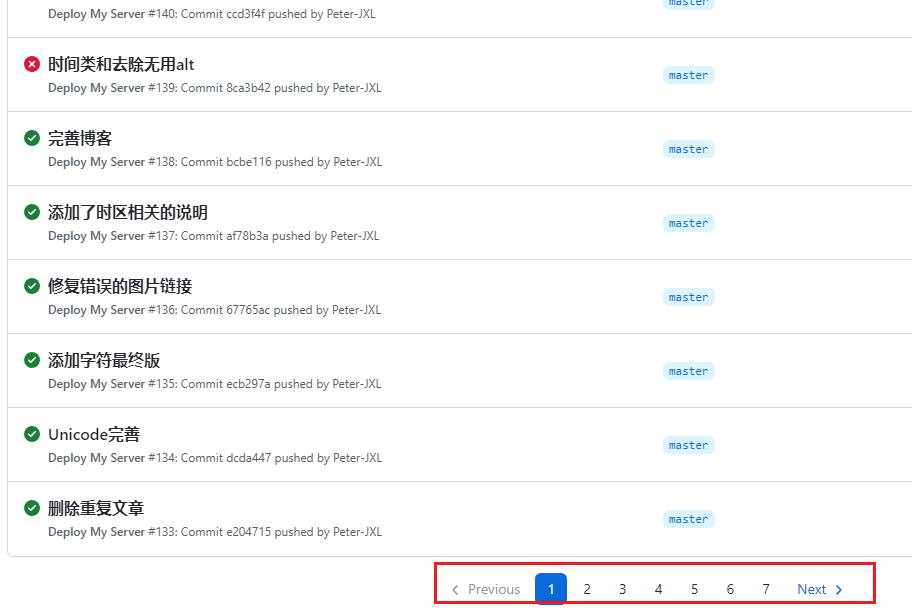 Deploy My Server #140: Commit ccd3f4f pushed by Peter-JXL
master
时间类和去除无用alt
Deploy My Server #139: Commit 8ca3b42 pushed by Peter-JXL
master
完善博客
Deploy My Server #138: Commit bcbe116 pushed by Peter-JXL
master
添加了时区相关的说明
Deploy My Server #137: Commit af78b3a pushed by Peter-JXL
master
修复错误的图片链接
Deploy My Server #136: Commit 67765ac pushed by Peter-JXL
master
添加字符最终版
Deploy My Server #135: Commit ecb297a pushed by Peter-JXL
master
Unicode完善
Deploy My Server #134: Commit dcda447 pushed by Peter-JXL
master
删除重复文章
Deploy My Server #133: Commit e204715 pushed by Peter-JXL
master
Previous 1 2 3 4 5 6 7 Next